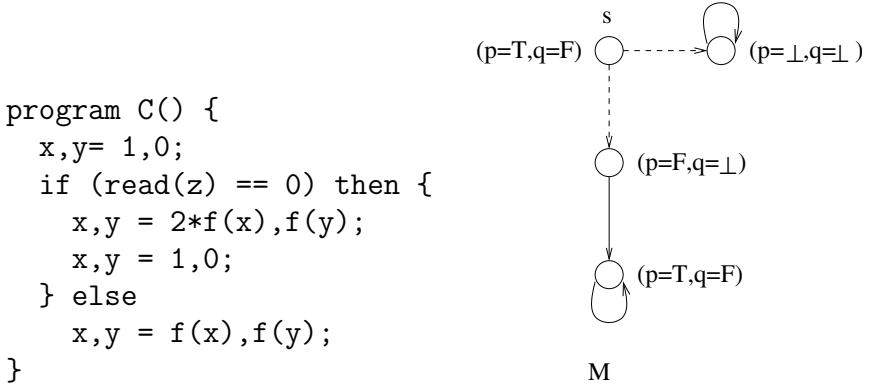 program C() {
x,y= 1,0;
if (read(z) == 0) then {
x,y = 2*f(x),f(y);
x,y = 1,0;
} else
x,y = f(x),f(y);
}
s
(p=T,q=F)
(p=⊥,q=⊥ )
(p=F,q=⊥)
(p=T,q=F)
M